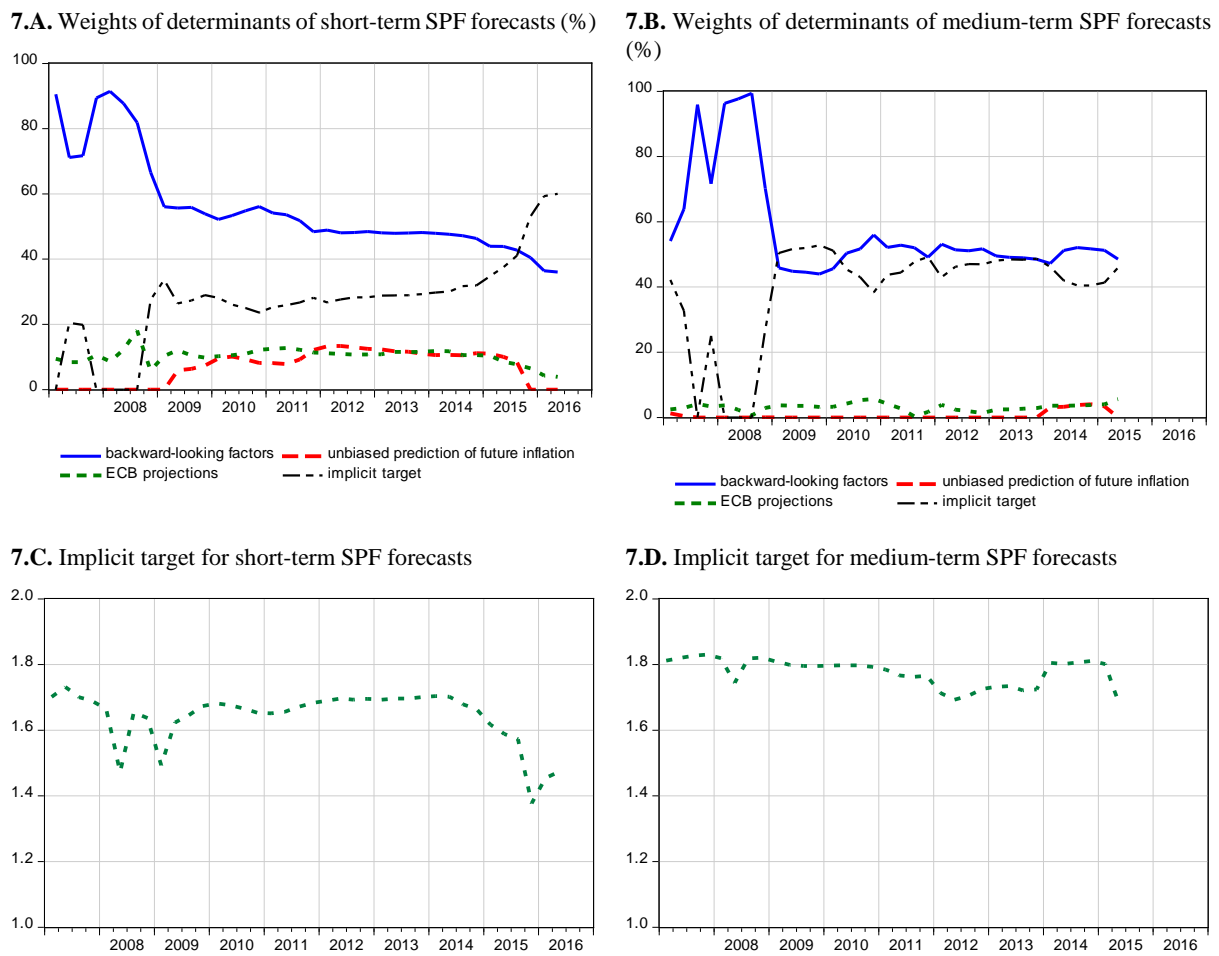 7.A. Weights of determinants of short-term SPF forecasts (%)
100
80
60
40
20
0
2008 2009 2010 2011 2012 2013 2014 2015 2016
backward-looking factors unbiased prediction of future inflation
ECB projections implicit target
7.B. Weights of determinants of medium-term SPF forecasts
(%)
100
80
60
40
20
0
2008 2009 2010 2011 2012 2013 2014 2015 2016
backward-looking factors unbiased prediction of future inflation
ECB projections implicit target
7.C. Implicit target for short-term SPF forecasts
2.0
1.8
1.6
1.4
1.2
1.0
2008 2009 2010 2011 2012 2013 2014 2015 2016
7.D. Implicit target for medium-term SPF forecasts
2.0
1.8
1.6
1.4
1.2
1.0
2008 2009 2010 2011 2012 2013 2014 2015 2016